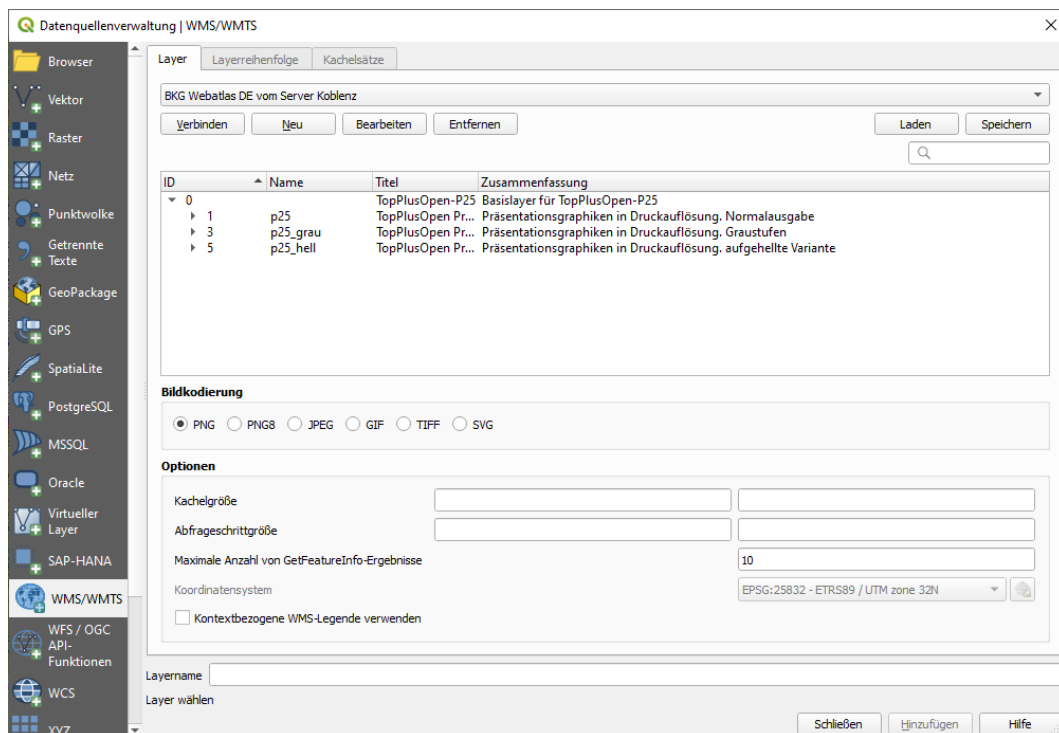 Datenquellenverwaltung | WMS/WMTS
Browser
Vektor
Raster
Netz
Punktwolke
Getrennte
Texte
GeoPackage
GPS
SpatiaLite
PostgreSQL
MSSQL
Oracle
Virtueller
Layer
SAP-HANA
WMS/WMTS
WFS / OGC
API-
Funktionen
WCS
XYZ
Layer Layerreihenfolge Kachelsätze
BKG Webatlas DE vom Server Koblenz
Verbinden Neu Bearbeiten Entfernen Laden Speichern
ID Name Titel Zusammenfassung
0 TopPlusOpen-P25 Basislayer für TopPlusOpen-P25
1 p25 TopPlusOpen Pr... Präsentationsgraphiken in Druckauflösung. Normalausgabe
3 p25_grau TopPlusOpen Pr... Präsentationsgraphiken in Druckauflösung. Graustufen
5 p25_hell TopPlusOpen Pr... Präsentationsgraphiken in Druckauflösung. aufgehellte Variante
Bildkodierung
PNG PNG8 JPEG GIF TIFF SVG
Optionen
Kachelgröße
Abfrageschrittgröße
Maximale Anzahl von GetFeatureInfo-Ergebnisse 10
Koordinatensystem EPSG:25832 - ETRS89 / UTM zone 32N
Kontextbezogene WMS-Legende verwenden
Layername
Layer wählen
Schließen Hinzufügen Hilfe